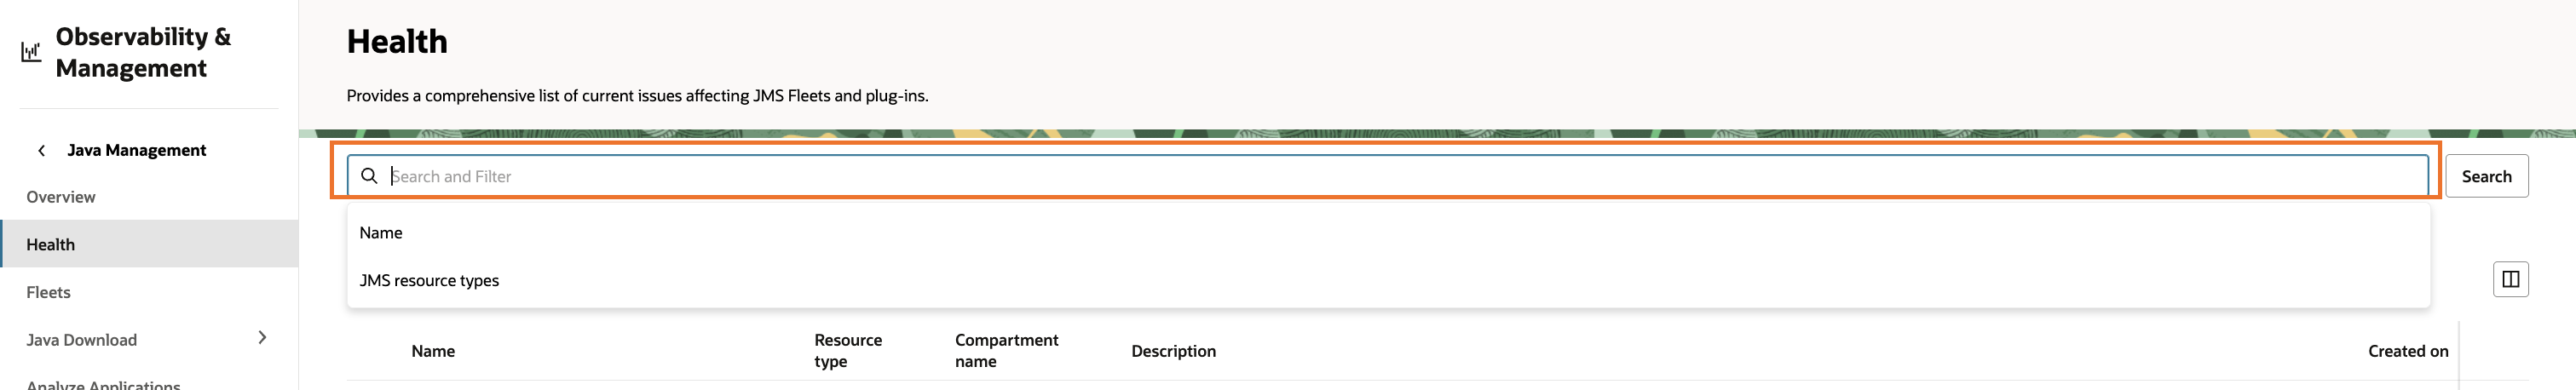 Observability &
Management
Java Management
Overview
Health
Fleets
Java Download
Analyze Applications
Health
Provides a comprehensive list of current issues affecting JMS Fleets and plug-ins.
Search and Filter
Search
Name
JMS resource types
Name
Resource
type
Compartment
name
Description
Created on